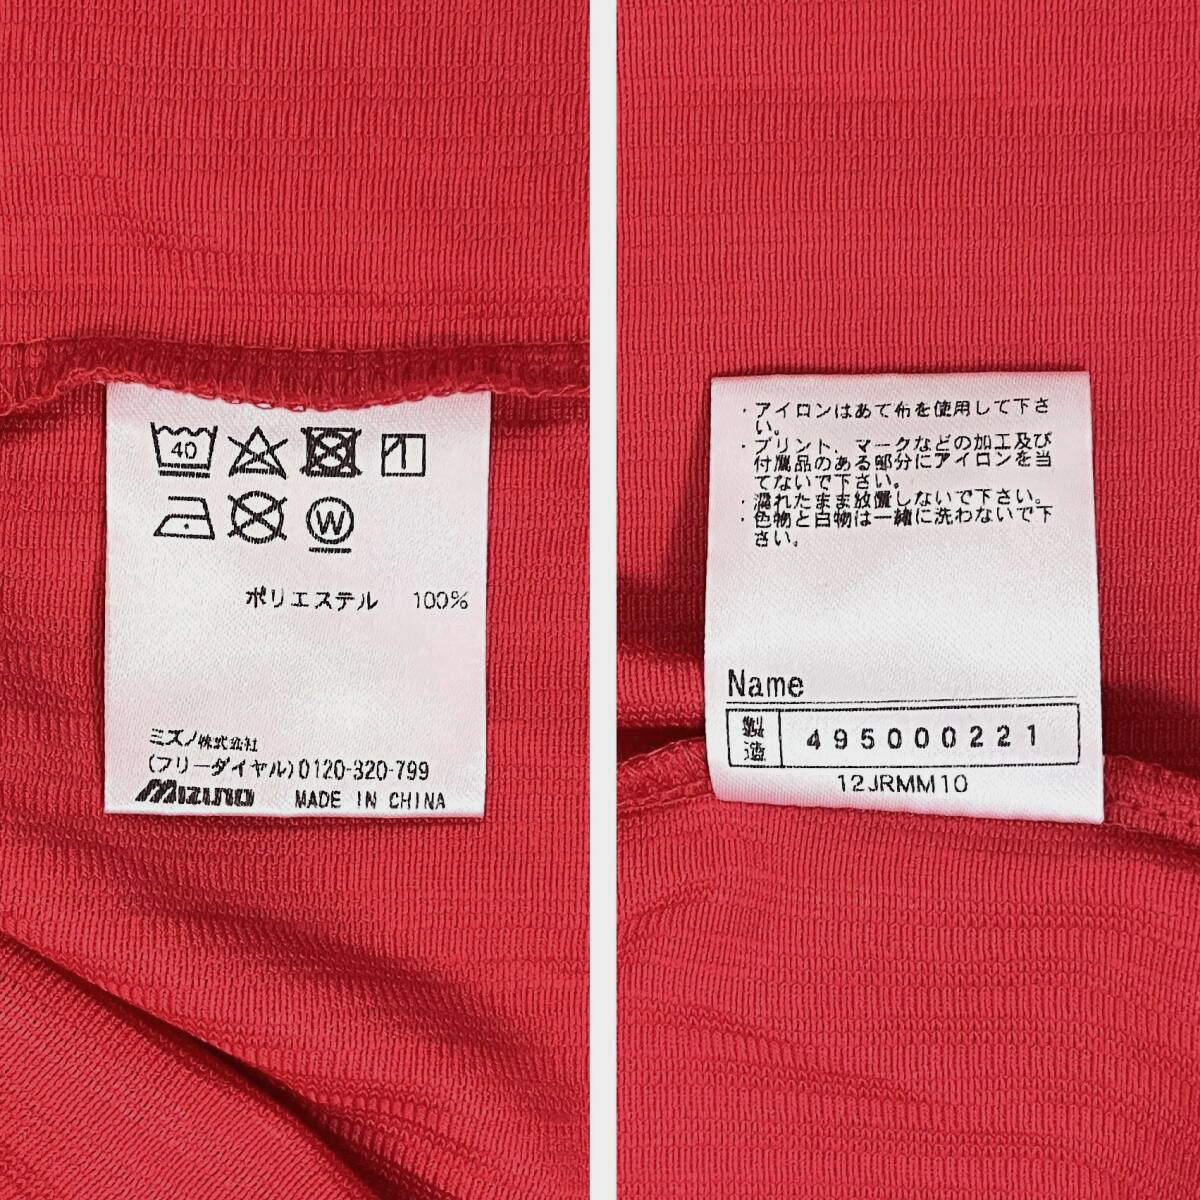 40
W
ポリエステル 100%
ミズノ株式会社
(フリーダイヤル)0120-320-799
Mizuno MADE IN CHINA
・アイロンはあて布を使用して下さ
い。
・プリント、マークなどの加工及び
付属品のある部分にアイロンを当
てないで下さい。
・濡れたまま放置しないで下さい。
・色物と白物は一緒に洗わないで下
さい。
Name
製造 495000221
12JRMM10